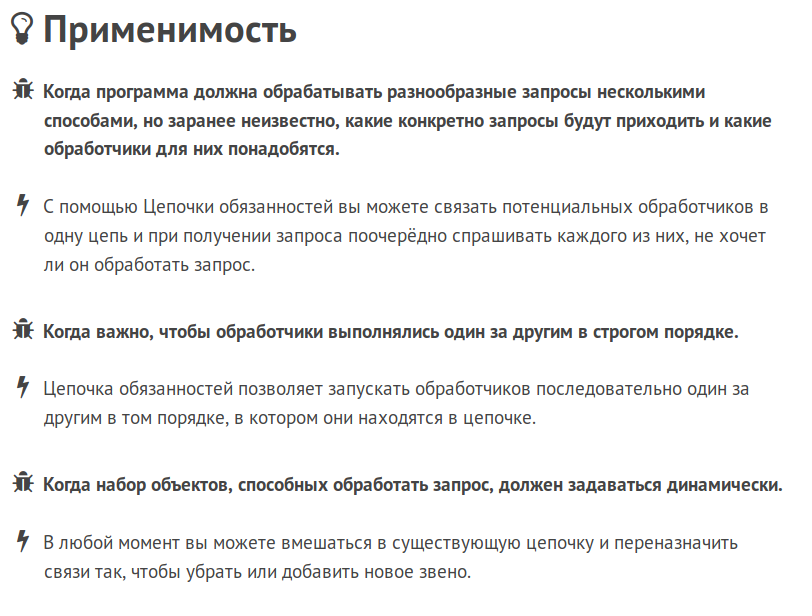 Применимость
Когда программа должна обрабатывать разнообразные запросы несколькими
способами, но заранее неизвестно, какие конкретно запросы будут приходить и какие
обработчики для них понадобятся.
С помощью Цепочки обязанностей вы можете связать потенциальных обработчиков в
одну цепь и при получении запроса поочерёдно спрашивать каждого из них, не хочет
ли он обработать запрос.
Когда важно, чтобы обработчики выполнялись один за другим в строгом порядке.
Цепочка обязанностей позволяет запускать обработчиков последовательно один за
другим в том порядке, в котором они находятся в цепочке.
Когда набор объектов, способных обработать запрос, должен задаваться динамически.
В любой момент вы можете вмешаться в существующую цепочку и переназначить
связи так, чтобы убрать или добавить новое звено.